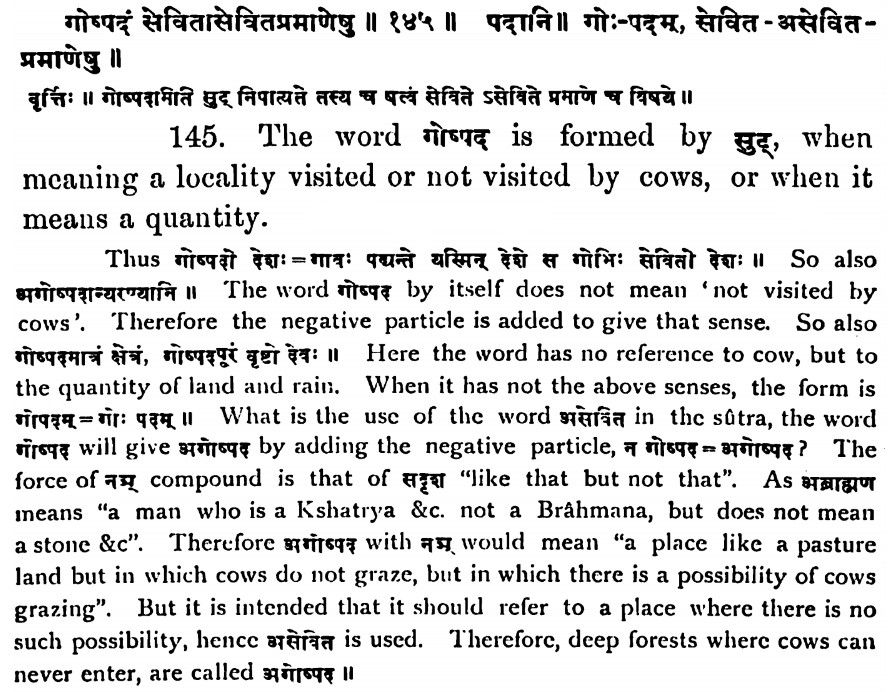 गोष्पदं सेवितासेवितप्रमाणेषु ॥ १४५ ॥ पदानि ॥ गोः-पदम्, सेवित - असेवित -
प्रमाणेषु ॥
वृत्तिः ॥ गोष्पदमिति सुट् निपात्यते तस्य च षत्वं सेविते ऽसेविते प्रमाणे च विषये ॥
145. The word गोष्पद is formed by सुट्, when
meaning a locality visited or not visited by cows, or when it
means a quantity.
Thus गोष्पदो देशः = गावः पद्यन्ते यस्मिन् देशे स गोभिः सेवितो देशः ॥ So also
अगोष्पदान्यरण्यानि ॥ The word गोष्पद by itself does not mean ‘not visited by
cows’. Therefore the negative particle is added to give that sense. So also
गोष्पदमात्रं क्षेत्रं, गोष्पदपूरं वृष्टो देवः ॥ Here the word has no reference to cow, but to
the quantity of land and rain. When it has not the above senses, the form is
गोपदम् = गोः पदम् ॥ What is the use of the word असेवित in the sûtra, the word
गोष्पद will give अगोष्पद by adding the negative particle, न गोष्पद = अगोष्पद ? The
force of नञ् compound is that of सदृश “like that but not that”. As अब्राह्मण
means “a man who is a Kshatrya &c. not a Brâhmana, but does not mean
a stone &c”. Therefore अगोष्पद with नञ् would mean “a place like a pasture
land but in which cows do not graze, but in which there is a possibility of cows
grazing”. But it is intended that it should refer to a place where there is no
such possibility, hence असेवित is used. Therefore, deep forests where cows can
never enter, are called अगोष्पद ॥